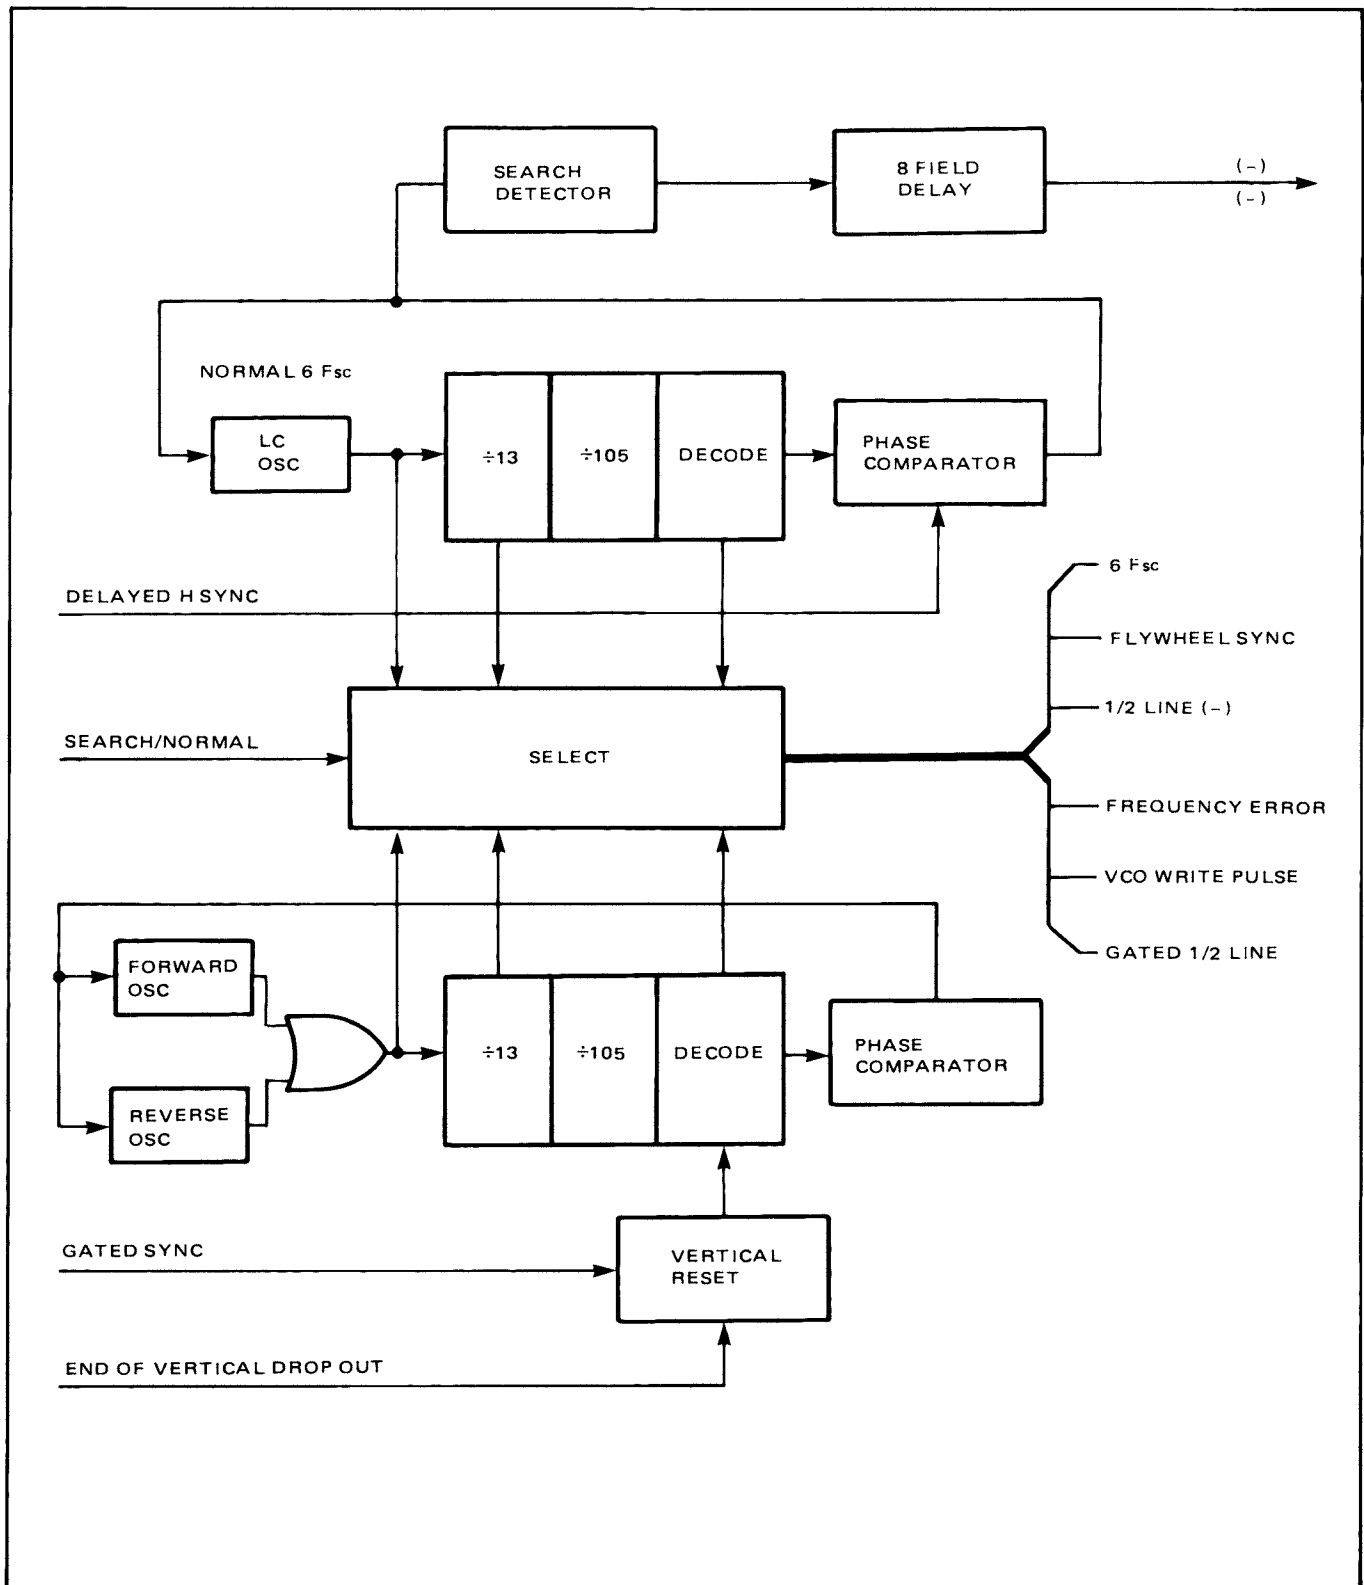 SEARCH
DETECTOR
8 FIELD
DELAY
(-)
(-)
NORMAL 6 Fsc
LC
OSC
÷13
÷105
DECODE
PHASE
COMPARATOR
DELAYED H SYNC
6 Fsc
FLYWHEEL SYNC
1/2 LINE (-)
SEARCH/NORMAL
SELECT
FREQUENCY ERROR
VCO WRITE PULSE
GATED 1/2 LINE
FORWARD
OSC
REVERSE
OSC
÷13
÷105
DECODE
PHASE
COMPARATOR
GATED SYNC
VERTICAL
RESET
END OF VERTICAL DROP OUT